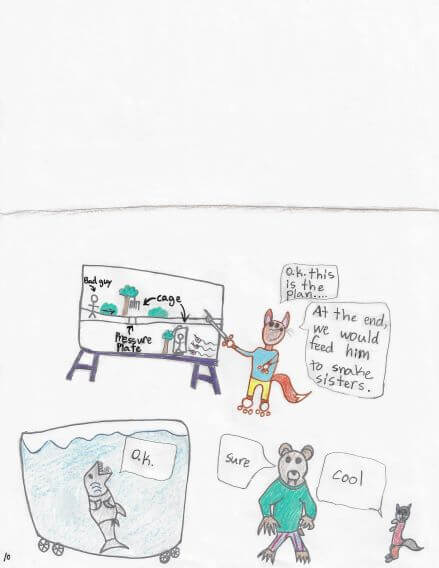 O.K. this
is the
plan....
At the end,
we would
feed him
to snake
sisters.
Bad guy
cage
Pressure
Plate
O.K.
sure
cool
10